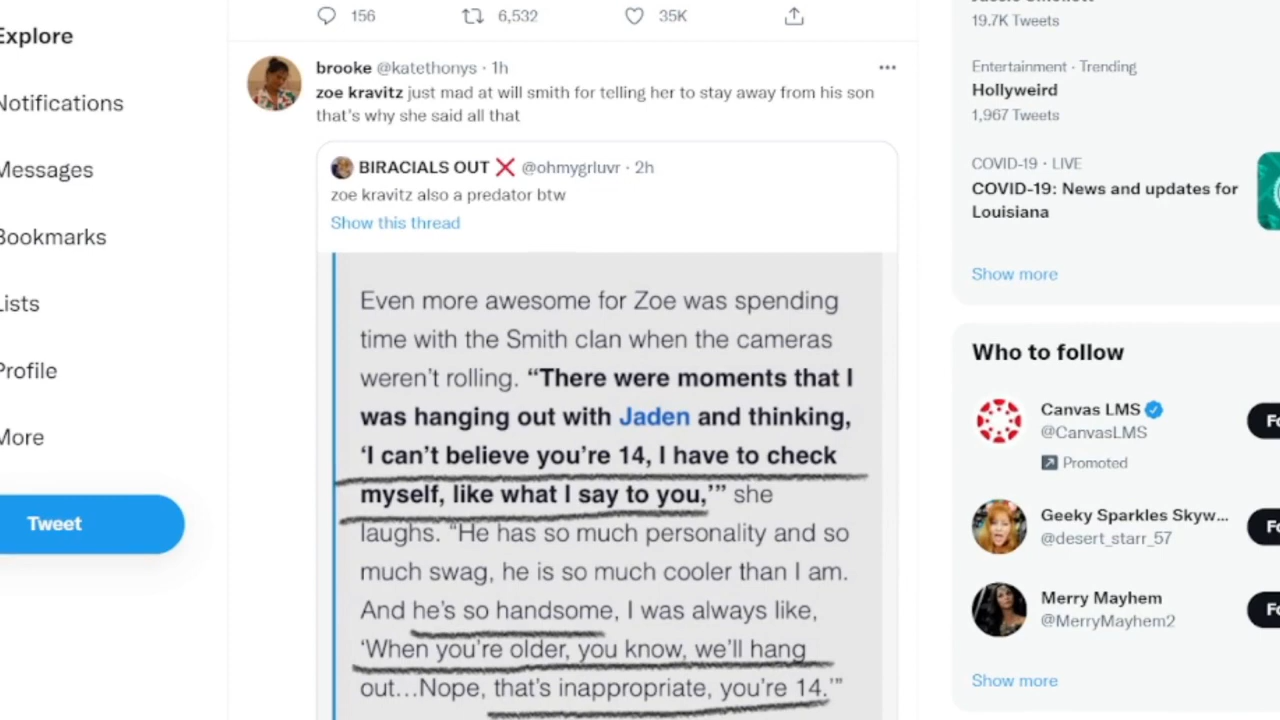 Explore
Notifications
Messages
Bookmarks
Lists
Profile
More
Tweet
156 6,532 35K
brooke @katethonys · 1h
zoe kravitz just mad at will smith for telling her to stay away from his son
that's why she said all that
BIRACIALS OUT ❌ @ohmygrluvr · 2h
zoe kravitz also a predator btw
Show this thread
Even more awesome for Zoe was spending
time with the Smith clan when the cameras
weren't rolling. “There were moments that I
was hanging out with Jaden and thinking,
‘I can’t believe you’re 14, I have to check
myself, like what I say to you,’” she
laughs. “He has so much personality and so
much swag, he is so much cooler than I am.
And he’s so handsome, I was always like,
‘When you’re older, you know, we’ll hang
out…Nope, that’s inappropriate, you’re 14.’”
19.7K Tweets
Entertainment · Trending
Hollyweird
1,967 Tweets
COVID-19 · LIVE
COVID-19: News and updates for
Louisiana
Show more
Who to follow
Canvas LMS
@CanvasLMS
Promoted
Fo
Geeky Sparkles Skyw...
@desert_starr_57
Fo
Merry Mayhem
@MerryMayhem2
Fo
Show more